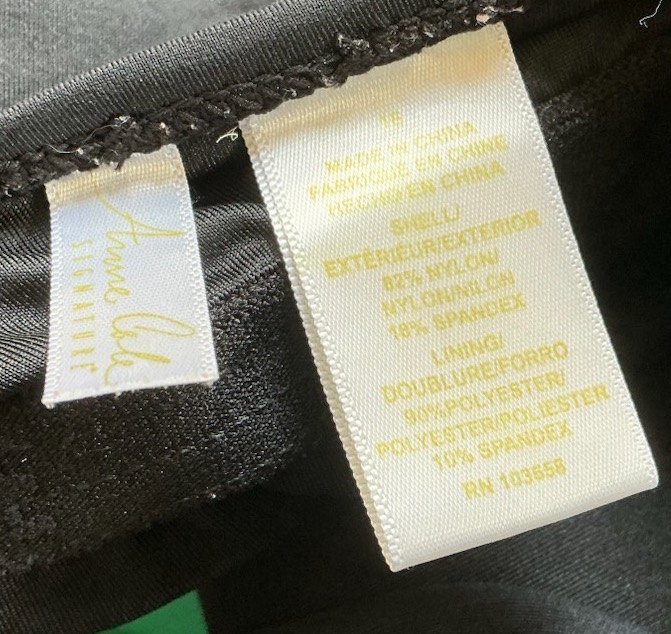 Anne Cole
SIGNATURE
MADE IN CHINA
FABRIQUÉ EN CHINE
HECHO EN CHINA
SHELL/
EXTÉRIEUR/EXTERIOR
82% NYLON/
NYLON/NILON
18% SPANDEX
LINING/
DOUBLURE/FORRO
90%POLYESTER/
POLYESTER/POLIESTER
10% SPANDEX
RN 103658